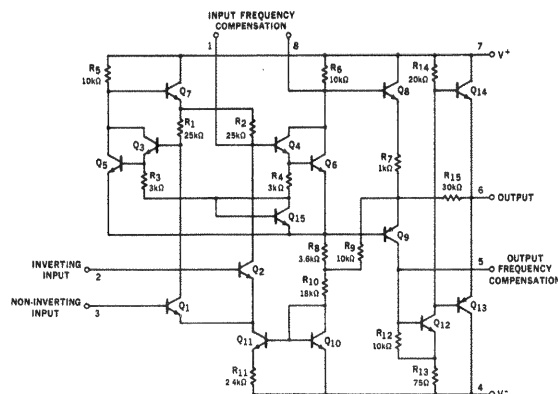 INPUT FREQUENCY
COMPENSATION
1 8
7 V+
R5
10kΩ
R6
10kΩ
R14
20kΩ
Q7
Q8
Q14
R1
25kΩ
R2
25kΩ
Q5
Q3
Q4
Q6
R7
1kΩ
R3
3kΩ
R4
3kΩ
R15
30kΩ
6 OUTPUT
Q15
Q9
R8
3.6kΩ
R9
10kΩ
INVERTING
INPUT
2
Q2
5 OUTPUT
FREQUENCY
COMPENSATION
R10
18kΩ
NON-INVERTING
INPUT
3
Q1
Q13
Q11
Q10
R12
10kΩ
Q12
R11
2.4kΩ
R13
75Ω
4 V-